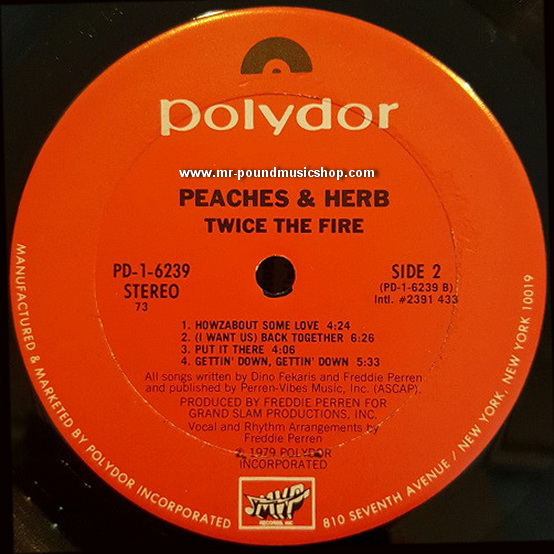 polydor
www.mr-poundmusicshop.com
PEACHES & HERB
TWICE THE FIRE
PD-1-6239
STEREO
73
SIDE 2
(PD-1-6239 B)
Intl. #2391 433
1. HOWZABOUT SOME LOVE 4:24
2. (I WANT US) BACK TOGETHER 6:26
3. PUT IT THERE 4:06
4. GETTIN' DOWN, GETTIN' DOWN 5:33
All songs written by Dino Fekaris and Freddie Perren
and published by Perren-Vibes Music, Inc. (ASCAP).
PRODUCED BY FREDDIE PERREN FOR
GRAND SLAM PRODUCTIONS, INC.
Vocal and Rhythm Arrangements by
Freddie Perren
℗ 1979 POLYDOR
INCORPORATED
MVP
RECORDS, INC
MANUFACTURED & MARKETED BY POLYDOR INCORPORATED 810 SEVENTH AVENUE / NEW YORK, NEW YORK 10019